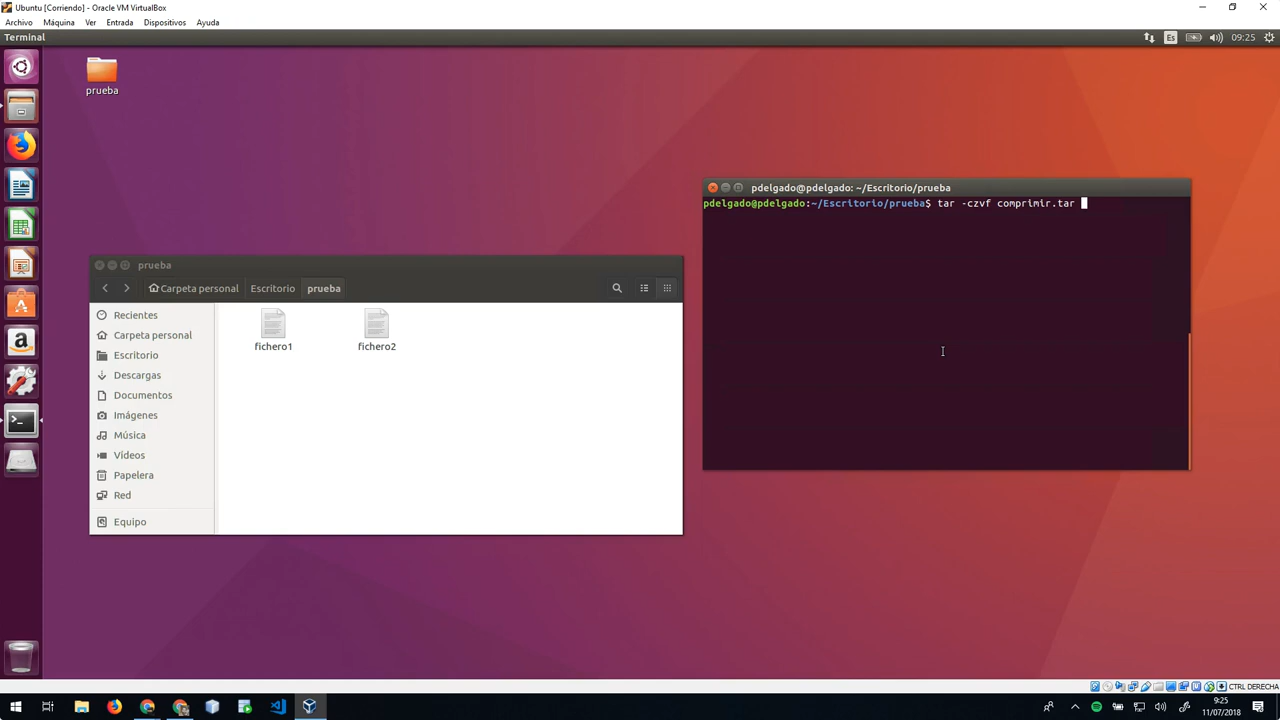 Ubuntu [Corriendo] - Oracle VM VirtualBox
Archivo Máquina Ver Entrada Dispositivos Ayuda
Terminal
Es
09:25
prueba
pdelgado@pdelgado: ~/Escritorio/prueba
pdelgado@pdelgado:~/Escritorio/prueba$ tar -czvf comprimir.tar
prueba
Carpeta personal Escritorio prueba
Recientes
Carpeta personal
Escritorio
Descargas
Documentos
Imágenes
Música
Vídeos
Papelera
Red
Equipo
fichero1 fichero2
CTRL DERECHA
9:25
11/07/2018